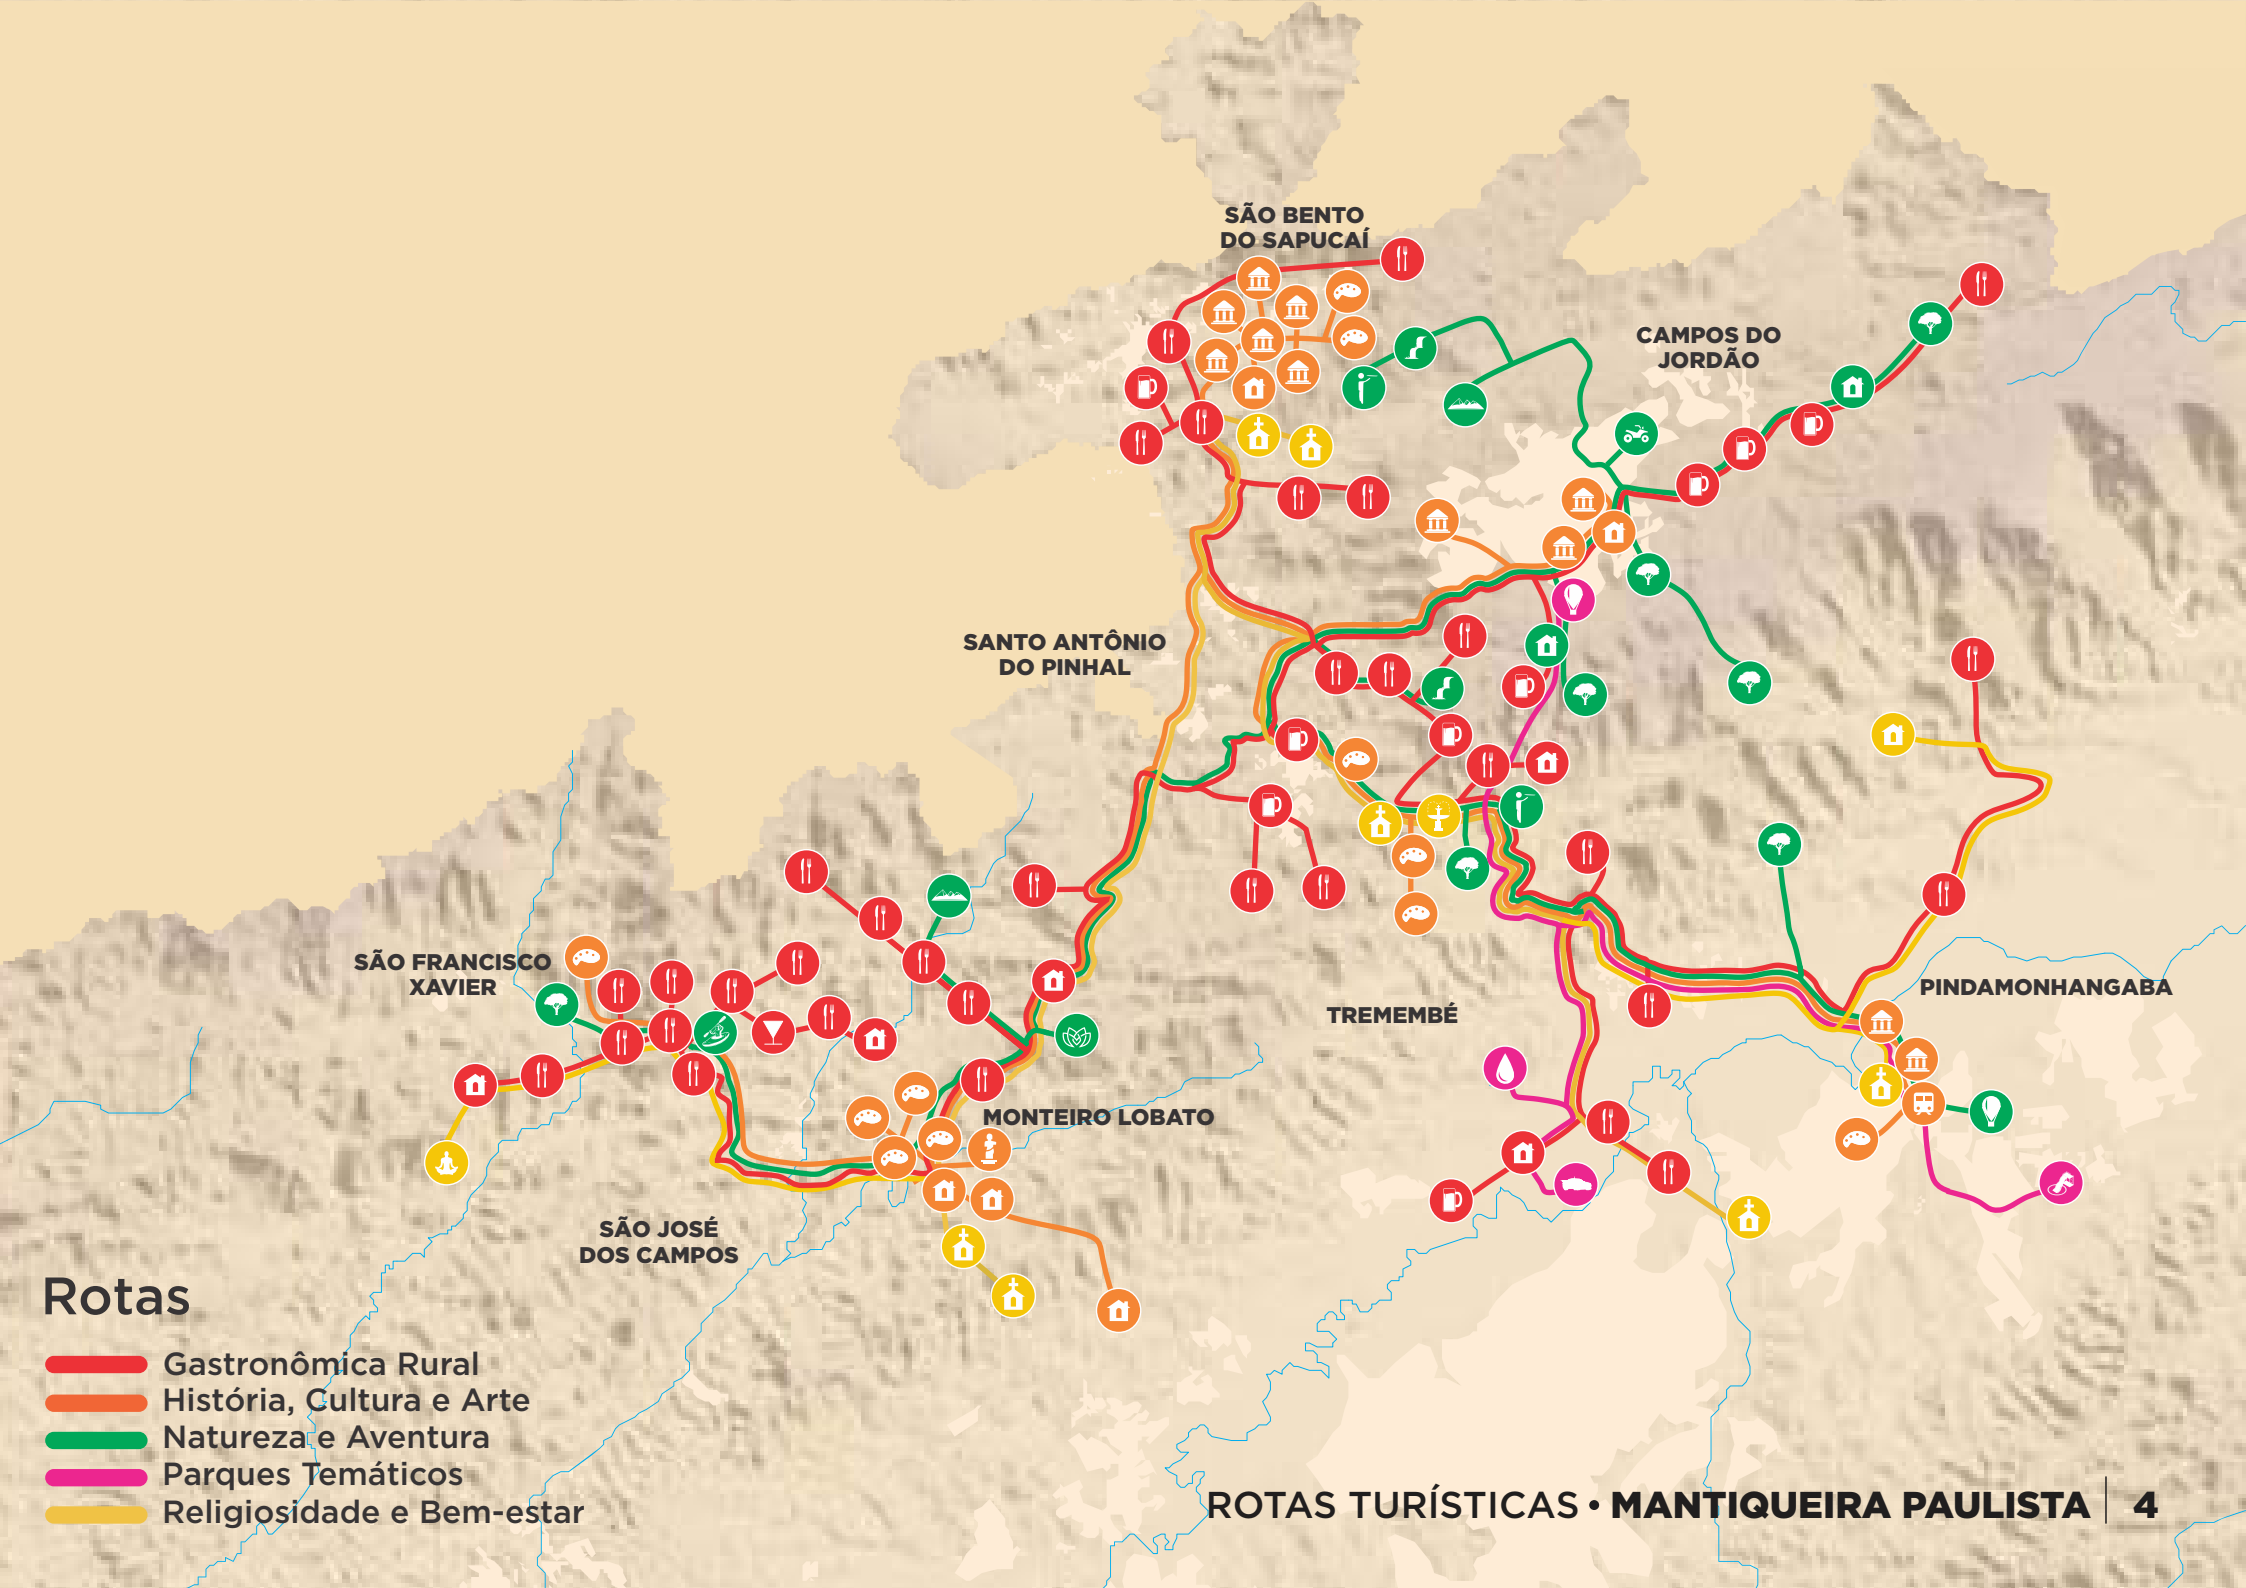 SÃO BENTO
DO SAPUCAÍ
CAMPOS DO
JORDÃO
SANTO ANTÔNIO
DO PINHAL
SÃO FRANCISCO
XAVIER
PINDAMONHANGABA
TREMEMBÉ
MONTEIRO LOBATO
SÃO JOSÉ
DOS CAMPOS
Rotas
Gastronômica Rural
História, Cultura e Arte
Natureza e Aventura
Parques Temáticos
Religiosidade e Bem-estar
ROTAS TURÍSTICAS • MANTIQUEIRA PAULISTA | 4